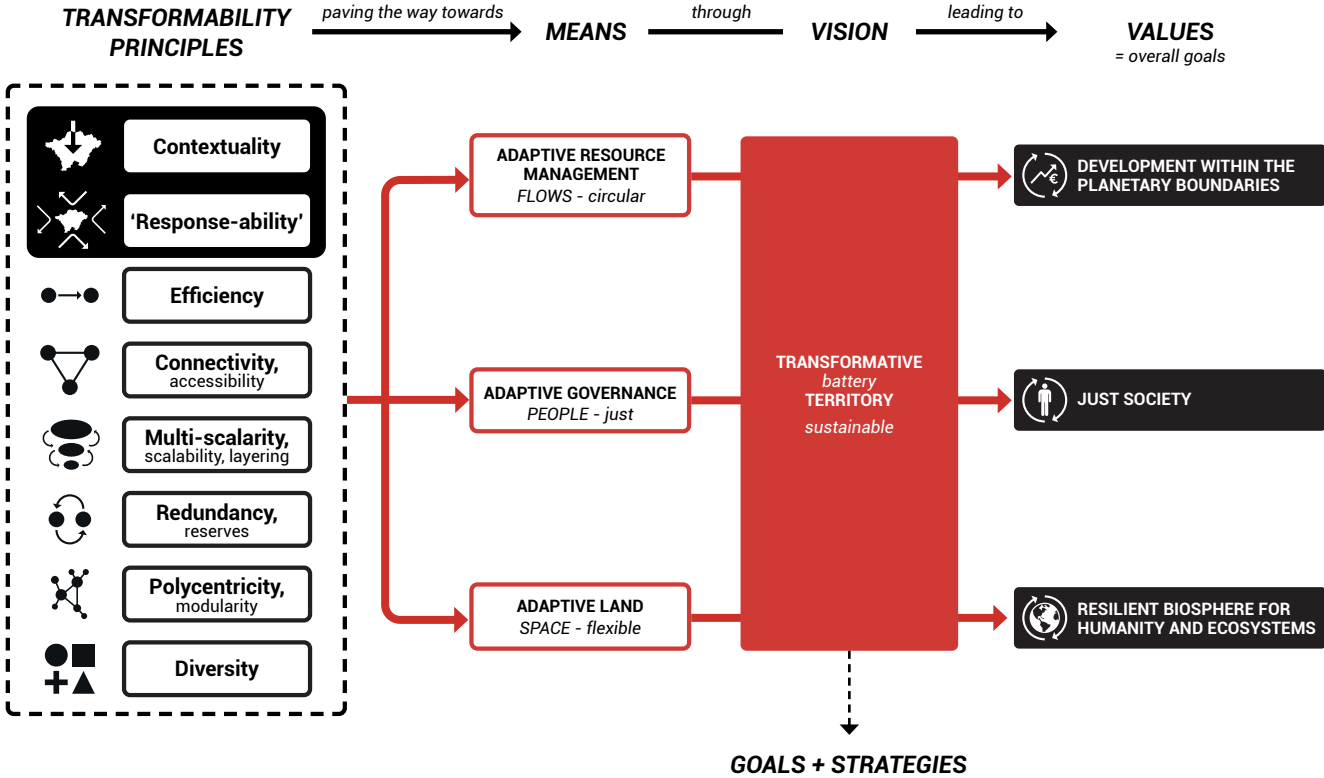 TRANSFORMABILITY
PRINCIPLES
paving the way towards
MEANS
through
VISION
leading to
VALUES
= overall goals
Contextuality
'Response-ability'
Efficiency
Connectivity,
accessibility
Multi-scalarity,
scalability, layering
Redundancy,
reserves
Polycentricity,
modularity
Diversity
ADAPTIVE RESOURCE
MANAGEMENT
FLOWS - circular
ADAPTIVE GOVERNANCE
PEOPLE - just
ADAPTIVE LAND
SPACE - flexible
TRANSFORMATIVE
battery
TERRITORY
sustainable
€
DEVELOPMENT WITHIN THE
PLANETARY BOUNDARIES
JUST SOCIETY
RESILIENT BIOSPHERE FOR
HUMANITY AND ECOSYSTEMS
GOALS + STRATEGIES